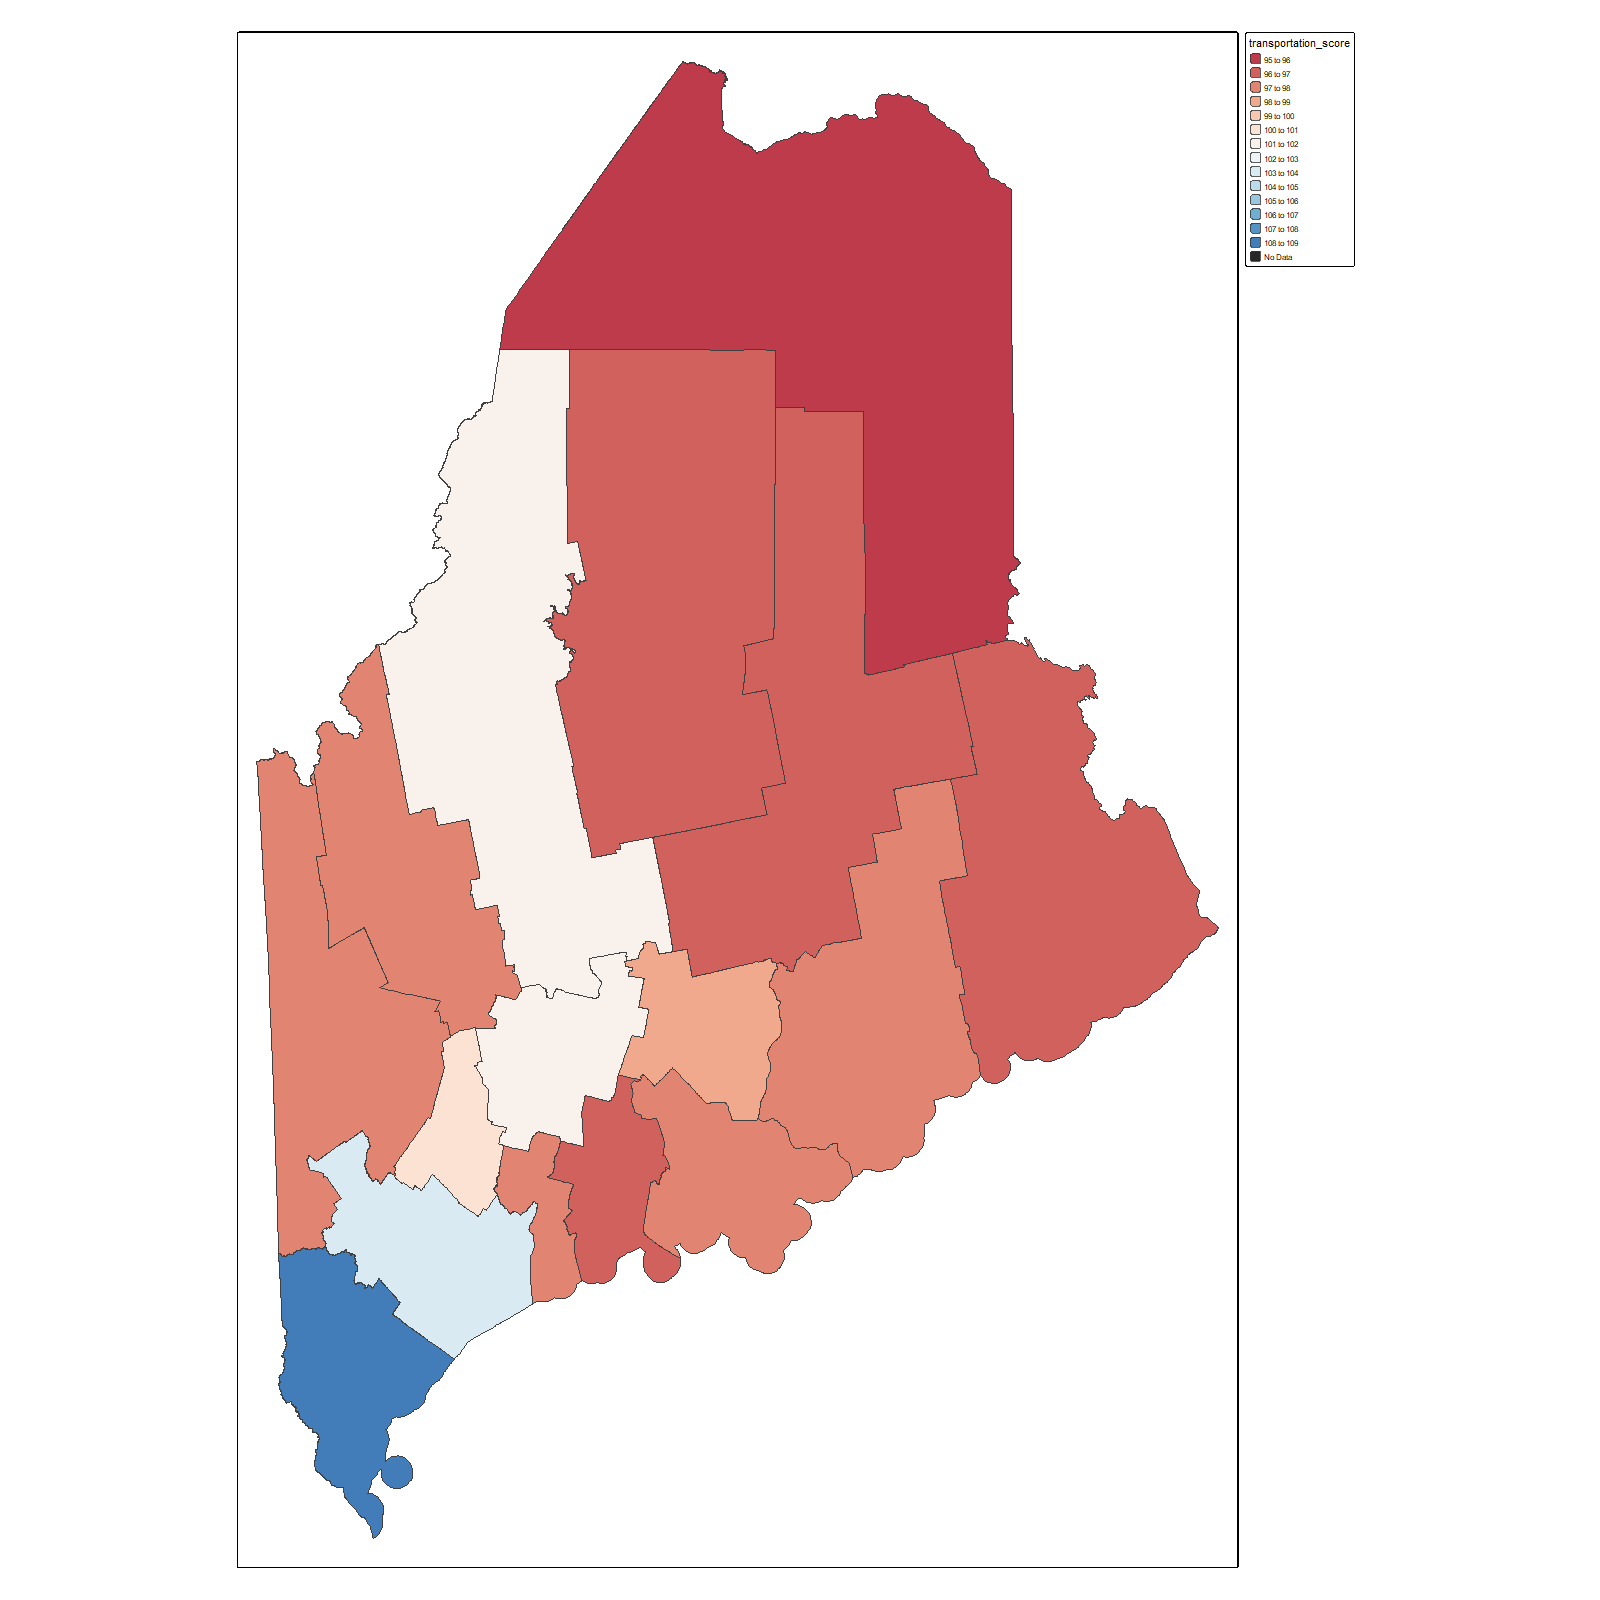 transportation_score
95 to 96
96 to 97
97 to 98
98 to 99
99 to 100
100 to 101
101 to 102
102 to 103
103 to 104
104 to 105
105 to 106
106 to 107
107 to 108
108 to 109
No Data